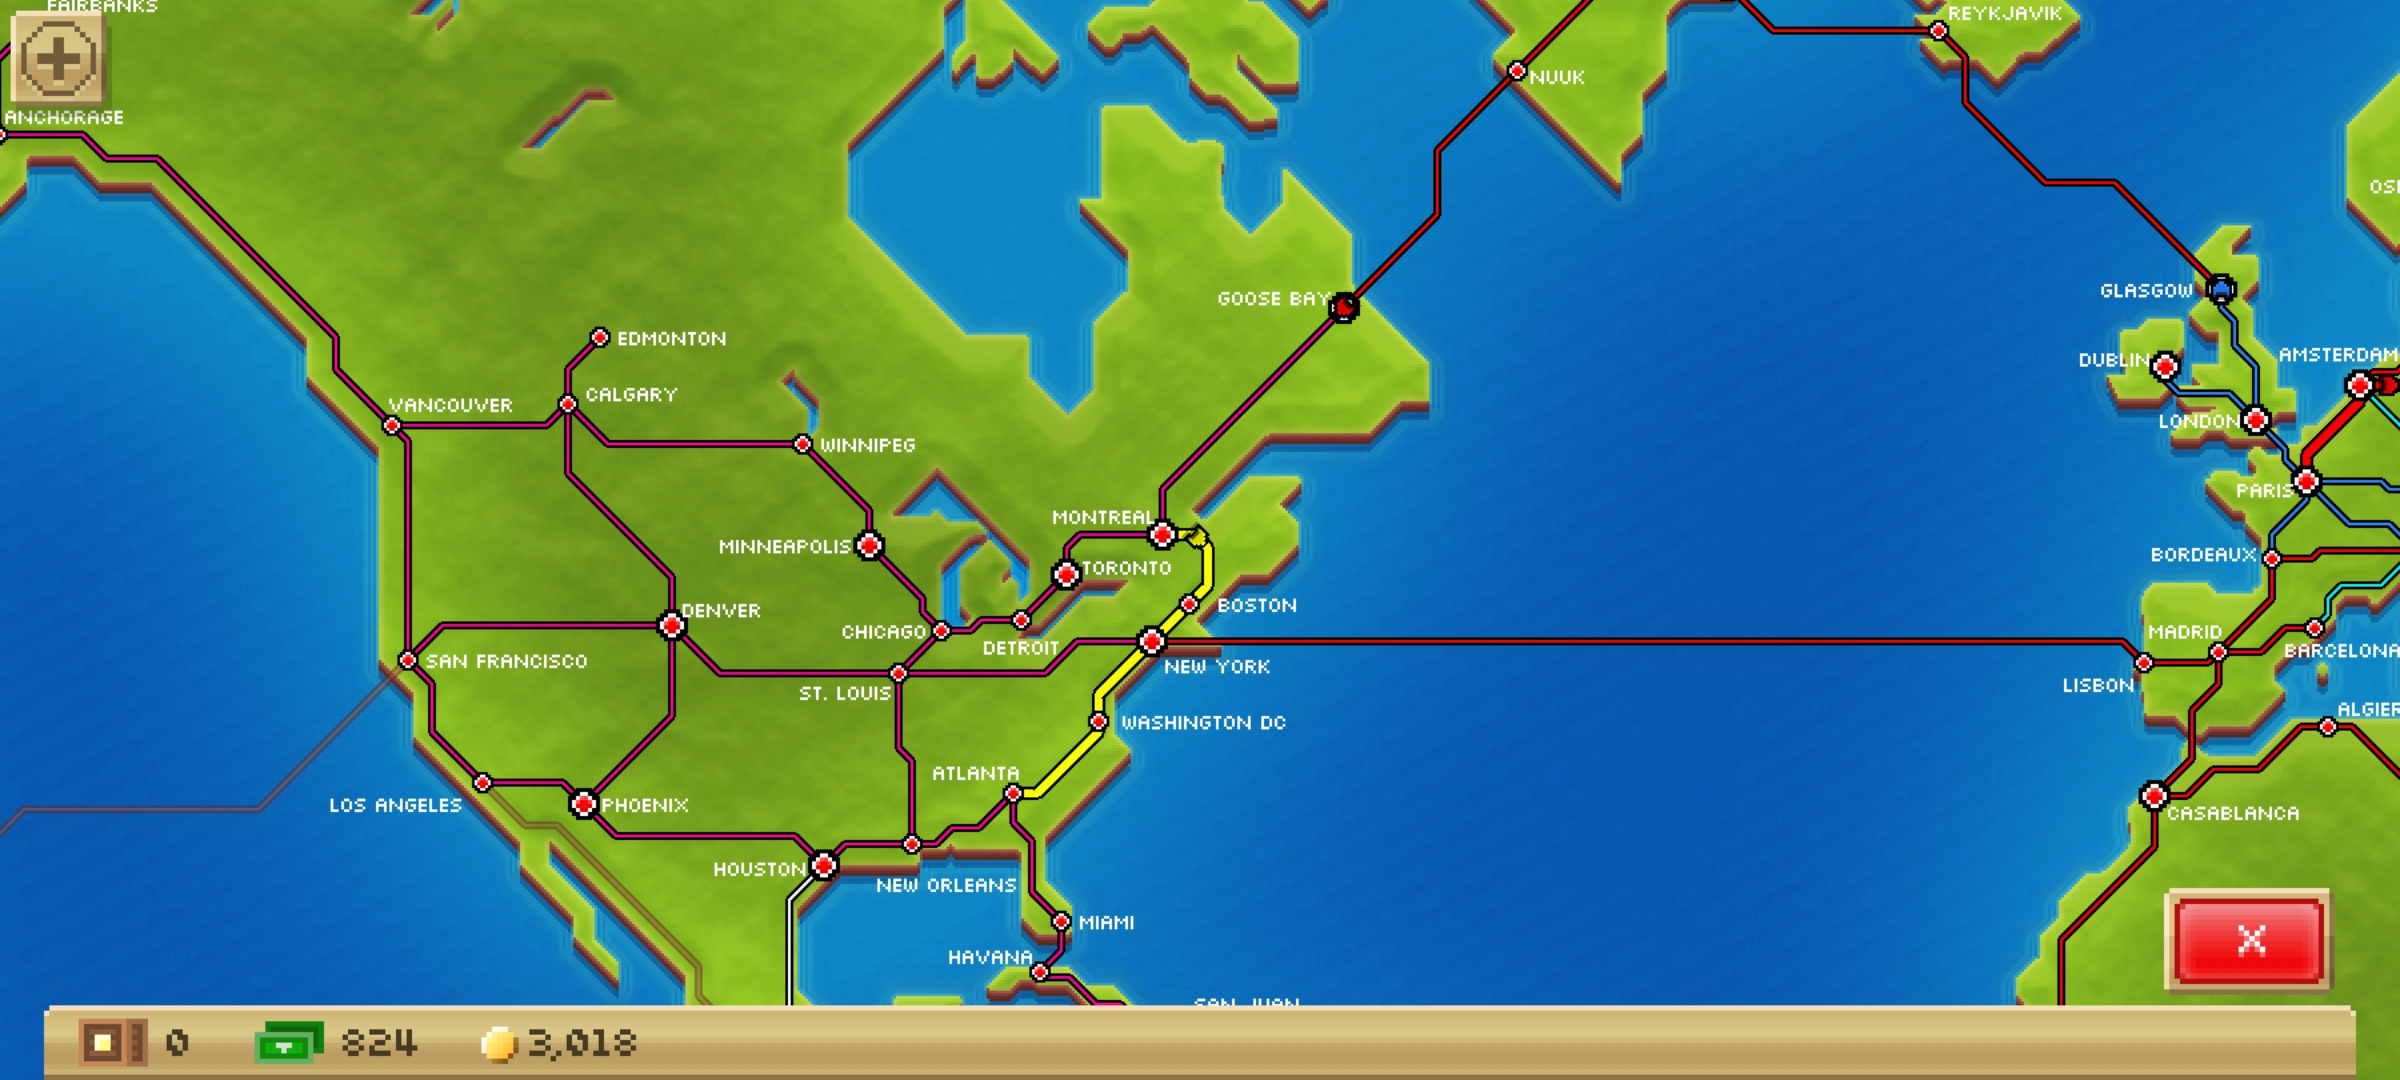 FAIRBANKS
REYKJAVIK
NUUK
ANCHORAGE
GOOSE BAY
GLASGOW
EDMONTON
AMSTERDAM
DUBLIN
CALGARY
VANCOUVER
LONDON
WINNIPEG
PARIS
MONTREAL
MINNEAPOLIS
BORDEAUX
TORONTO
BOSTON
DENVER
CHICAGO
MADRID
DETROIT
BARCELONA
SAN FRANCISCO
NEW YORK
LISBON
ST. LOUIS
ALGIER
WASHINGTON DC
ATLANTA
LOS ANGELES
PHOENIX
CASABLANCA
HOUSTON
NEW ORLEANS
MIAMI
HAVANA
SAN JUAN
0 824 3,018